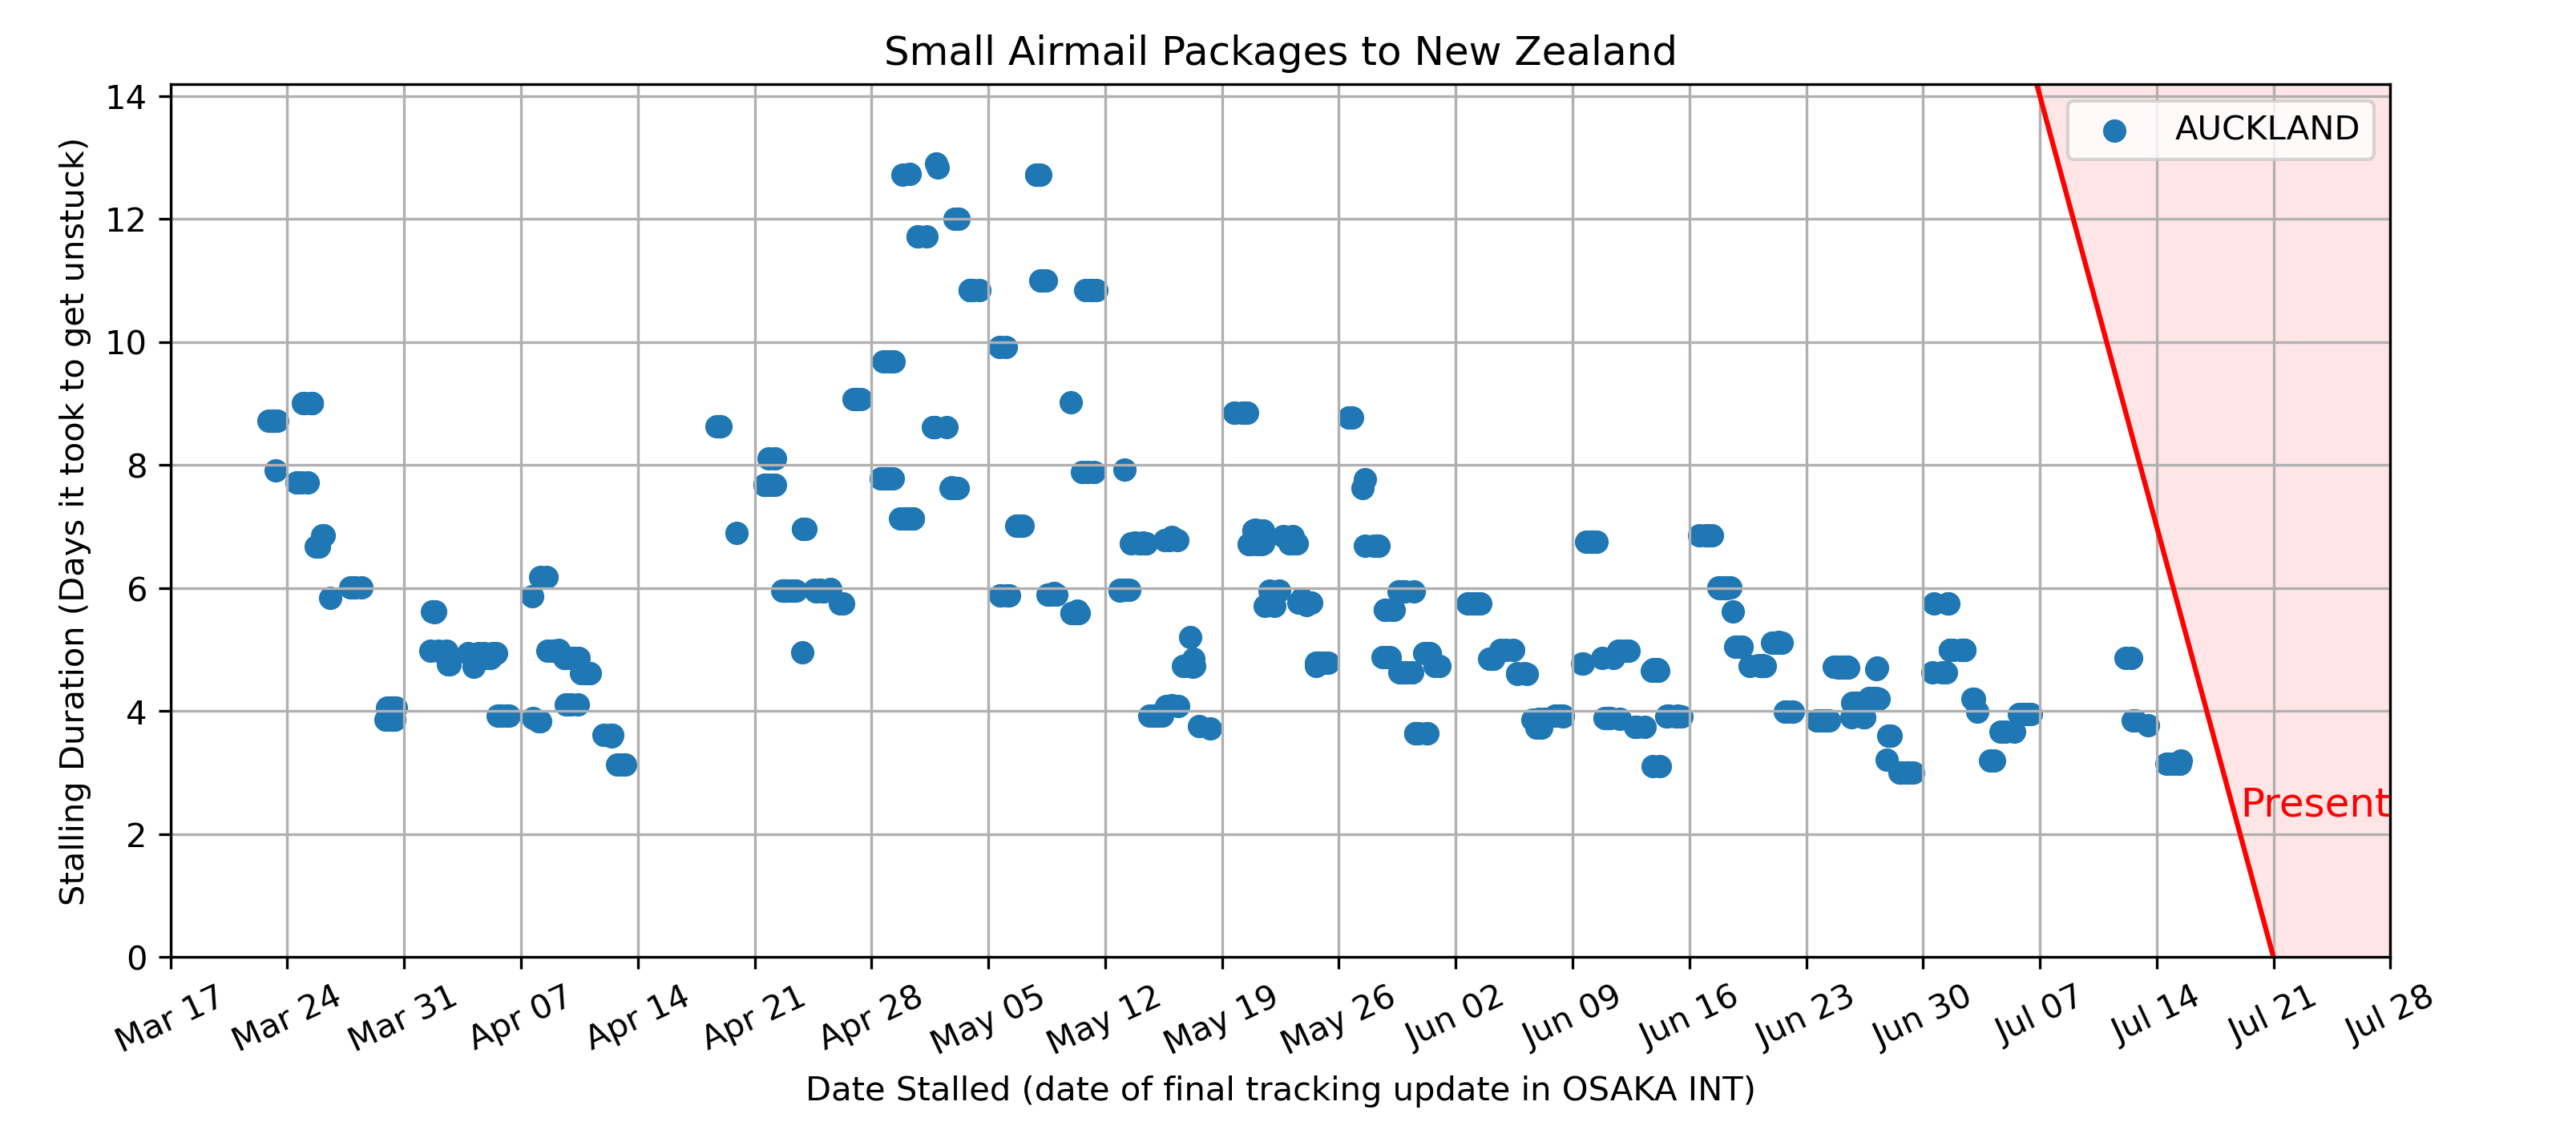 Small Airmail Packages to New Zealand
Stalling Duration (Days it took to get unstuck)
14
12
10
8
6
4
2
0
AUCKLAND
Present
Mar 17
Mar 24
Mar 31
Apr 07
Apr 14
Apr 21
Apr 28
May 05
May 12
May 19
May 26
Jun 02
Jun 09
Jun 16
Jun 23
Jun 30
Jul 07
Jul 14
Jul 21
Jul 28
Date Stalled (date of final tracking update in OSAKA INT)